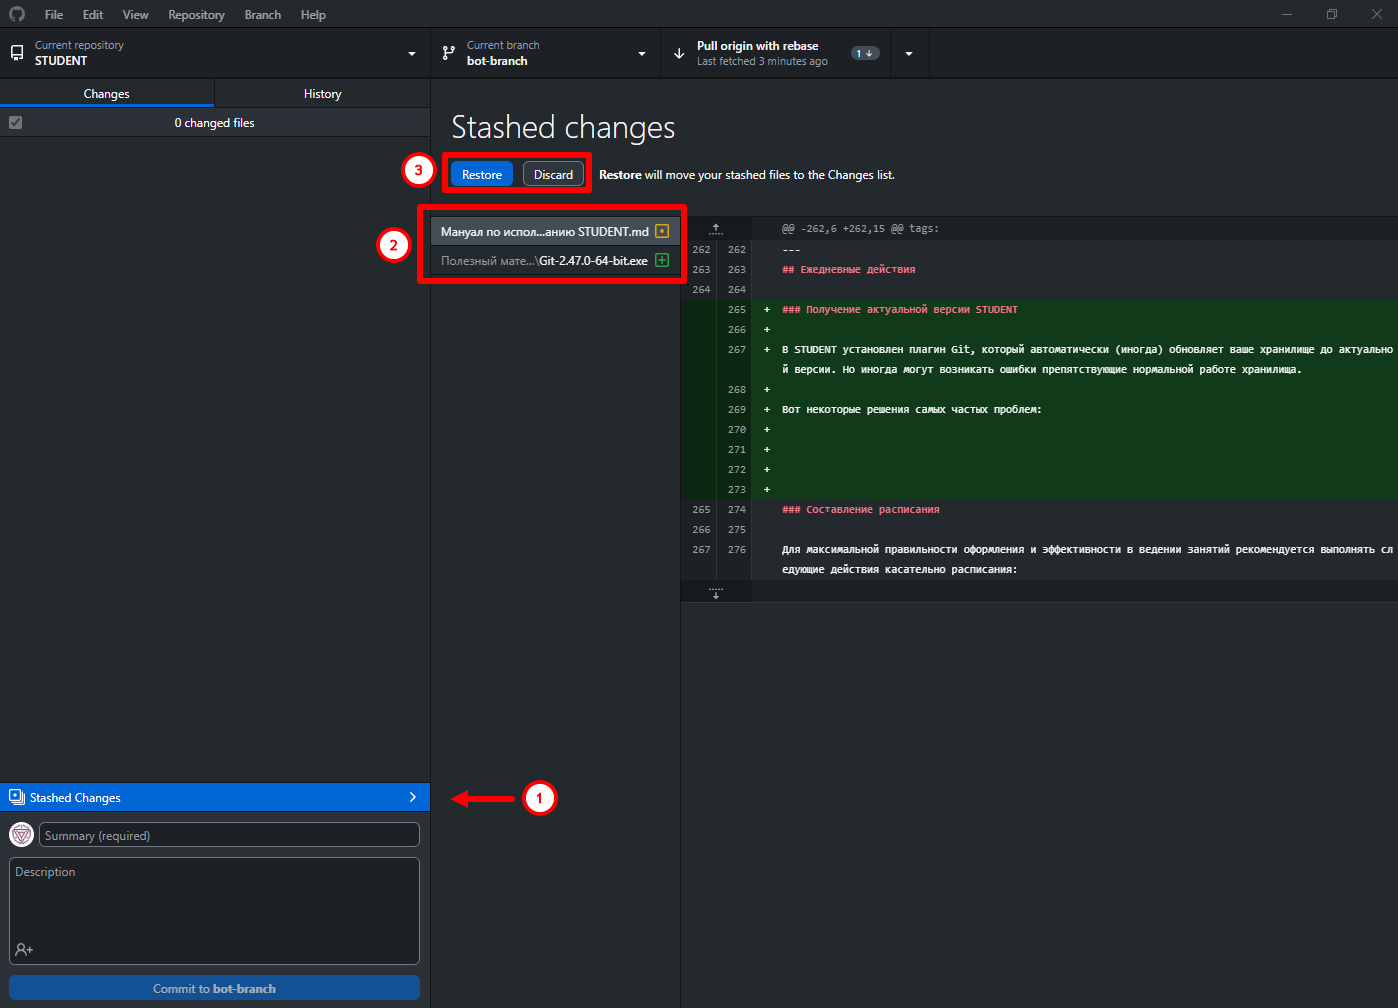 File Edit View Repository Branch Help
Current repository
STUDENT
Current branch
bot-branch
Pull origin with rebase
Last fetched 3 minutes ago
1
Changes
History
0 changed files
Stashed changes
3
Restore
Discard
Restore will move your stashed files to the Changes list.
2
Мануал по испол...анию STUDENT.md
Полезный мате...\Git-2.47.0-64-bit.exe
@@ -262,6 +262,15 @@ tags:
262 262 ---
263 263 ## Ежедневные действия
264 264
265 + ### Получение актуальной версии STUDENT
266 +
267 + В STUDENT установлен плагин Git, который автоматически (иногда) обновляет ваше хранилище до актуально
й версии. Но иногда могут возникать ошибки препятствующие нормальной работе хранилища.
268 +
269 + Вот некоторые решения самых частых проблем:
270 +
271 +
272 +
273 +
265 274 ### Составление расписания
266 275
267 276 Для максимальной правильности оформления и эффективности в ведении занятий рекомендуется выполнять сл
едующие действия касательно расписания:
Stashed Changes
1
Summary (required)
Description
Commit to bot-branch